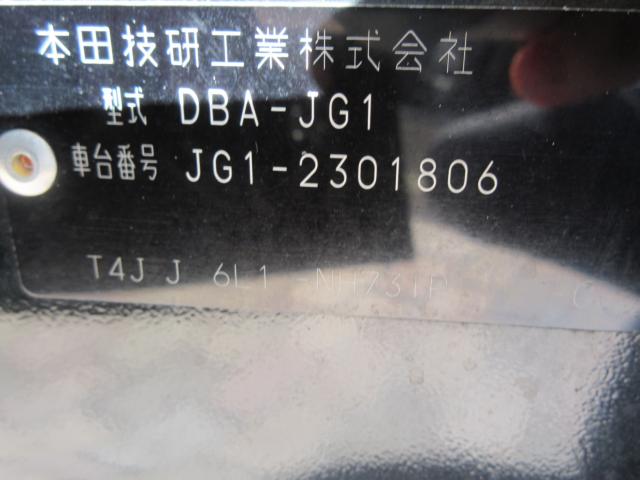 本田技研工業株式会社
型式 DBA-JG1
車台番号 JG1-2301806
T4J J 6L1 -NH731P